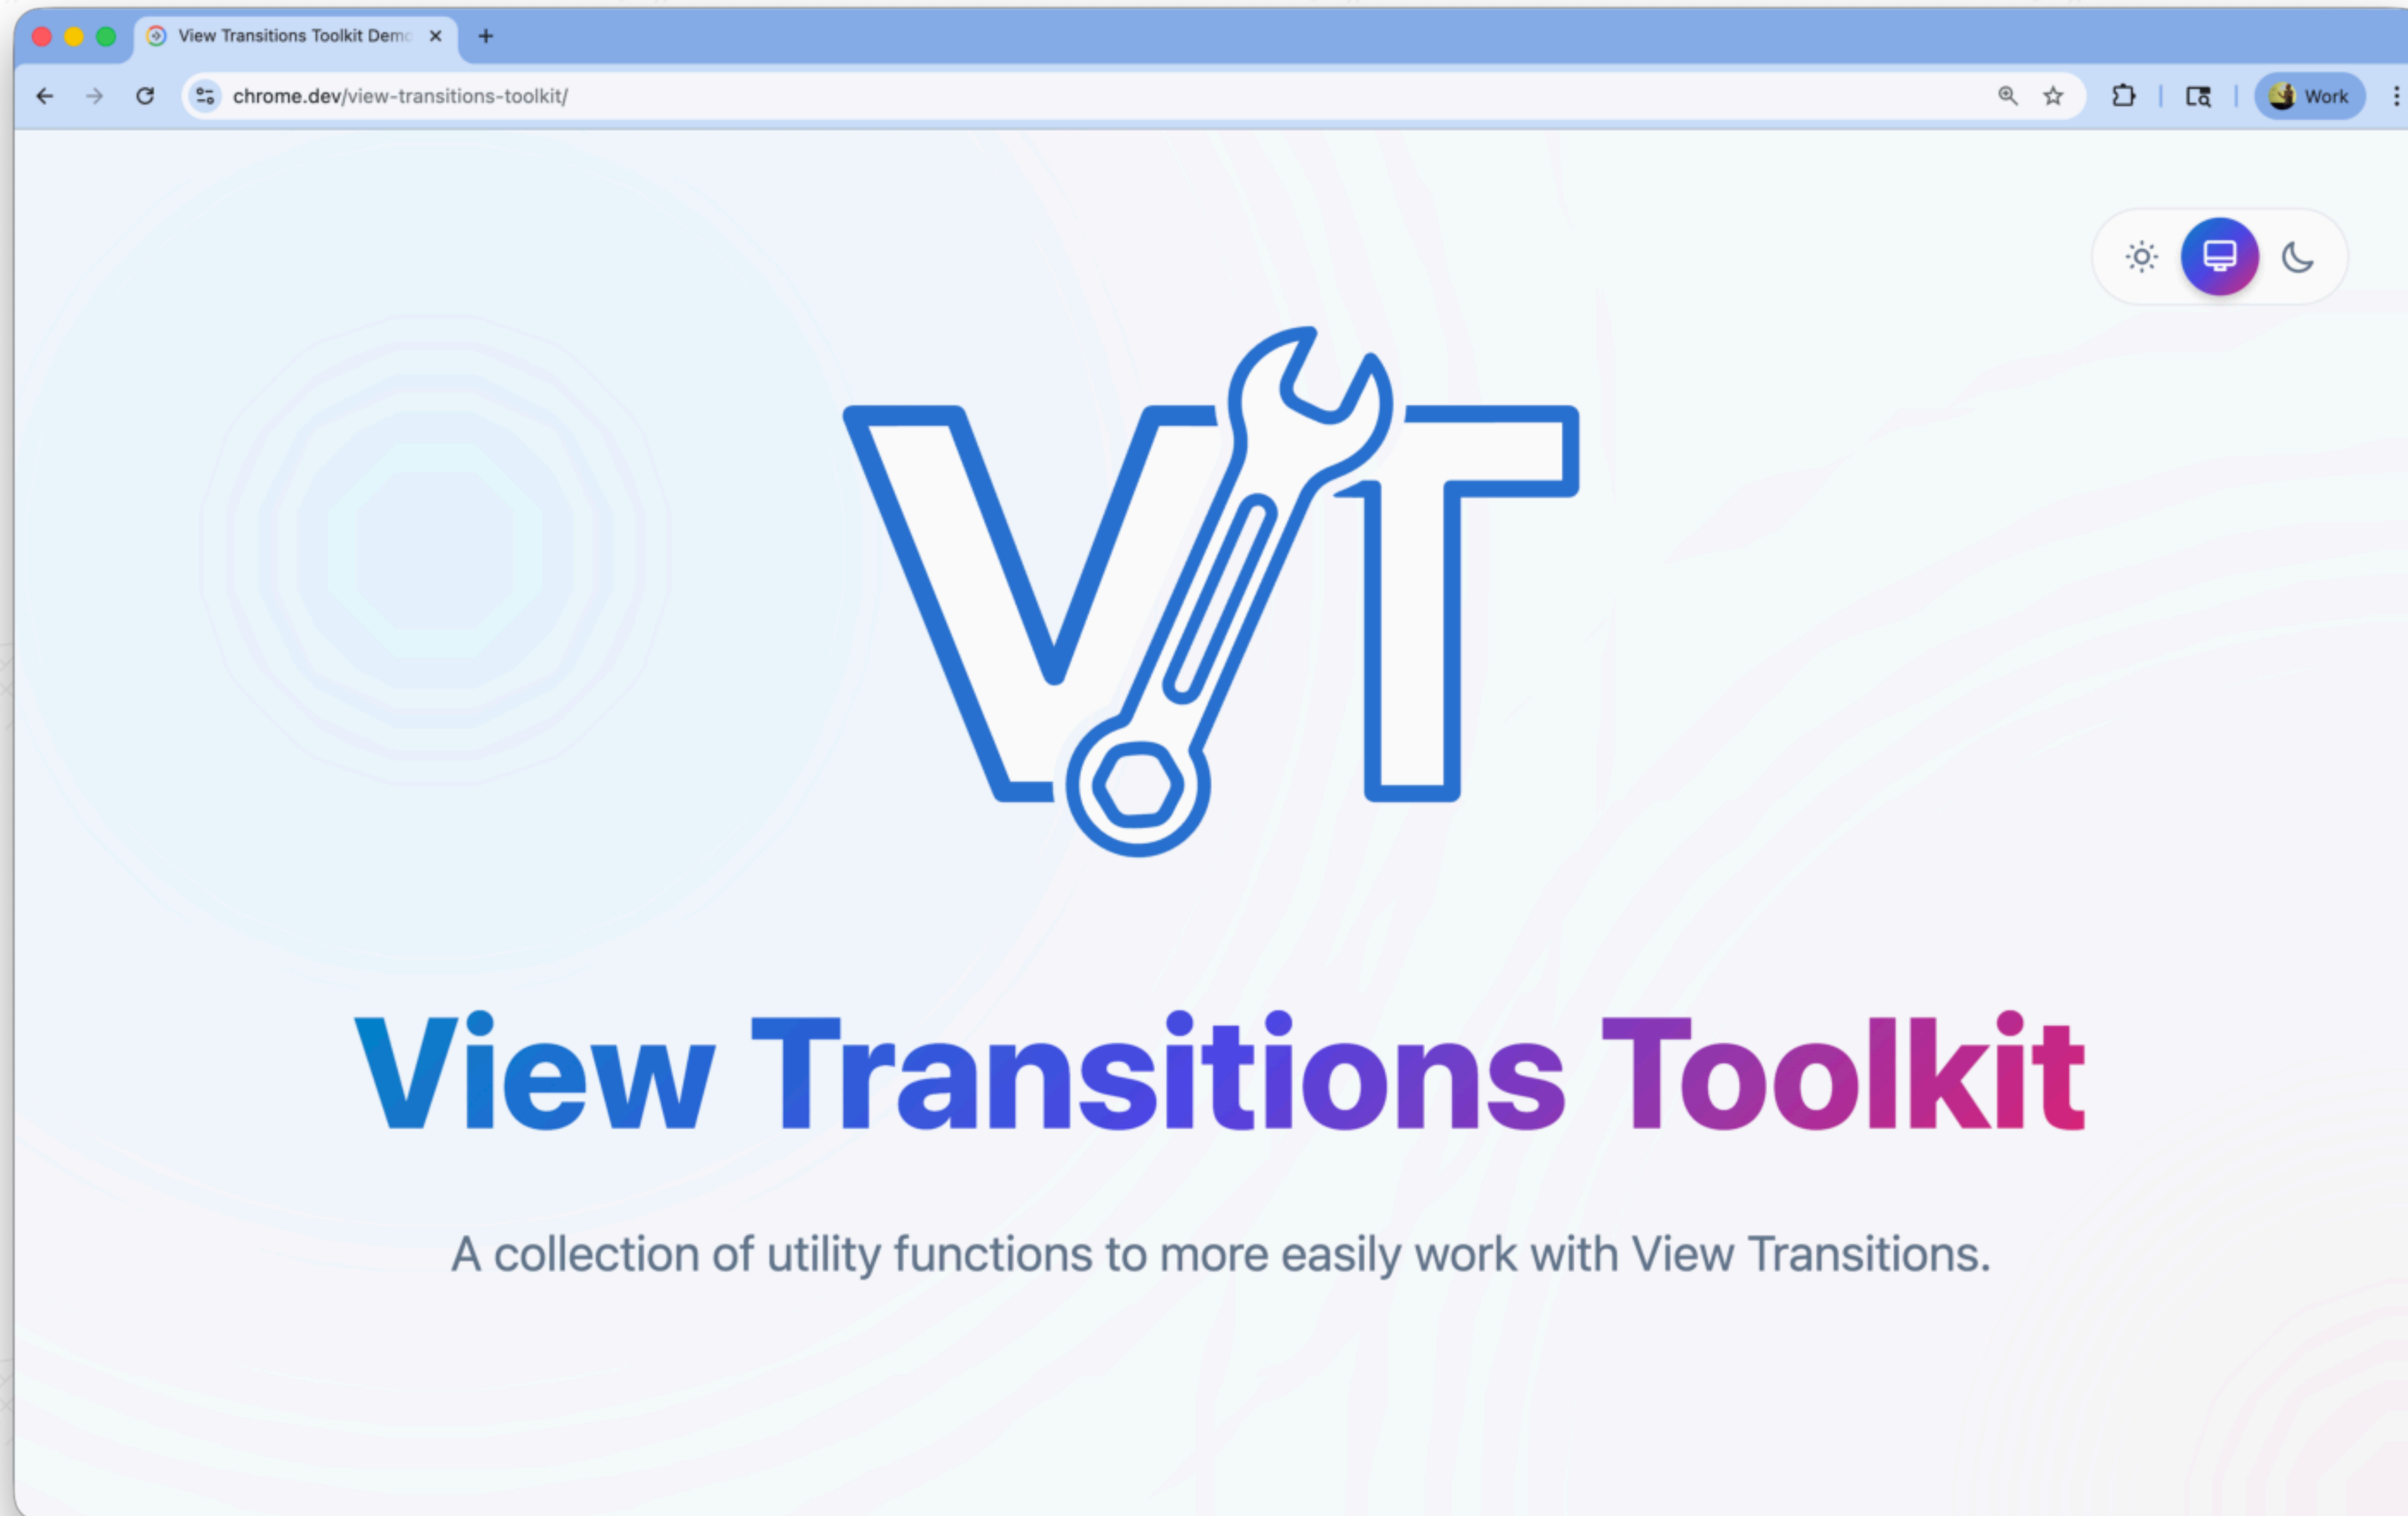 View Transitions Toolkit Dem
chrome.dev/view-transitions-toolkit/
Work
VT
View Transitions Toolkit
A collection of utility functions to more easily work with View Transitions.